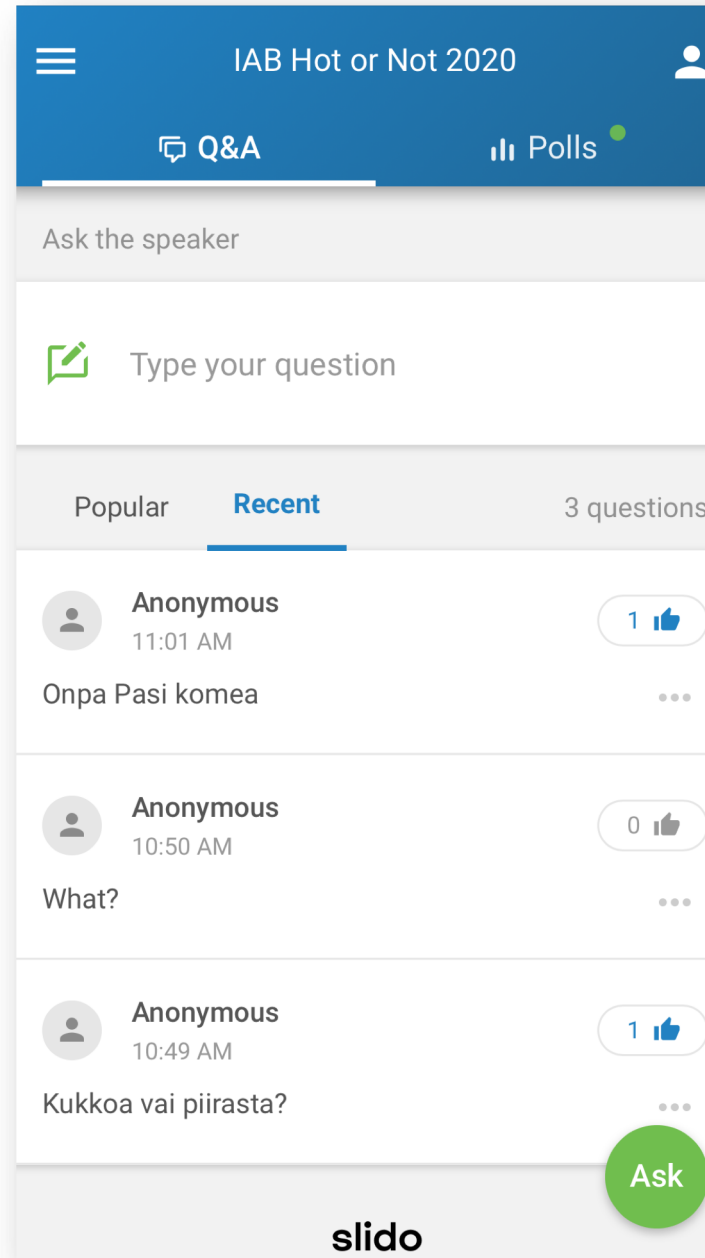 IAB Hot or Not 2020
Q&A
Polls
Ask the speaker
Type your question
Popular
Recent
3 questions
Anonymous
11:01 AM
1
Onpa Pasi komea
Anonymous
10:50 AM
0
What?
Anonymous
10:49 AM
1
Kukkoa vai piirasta?
Ask
slido